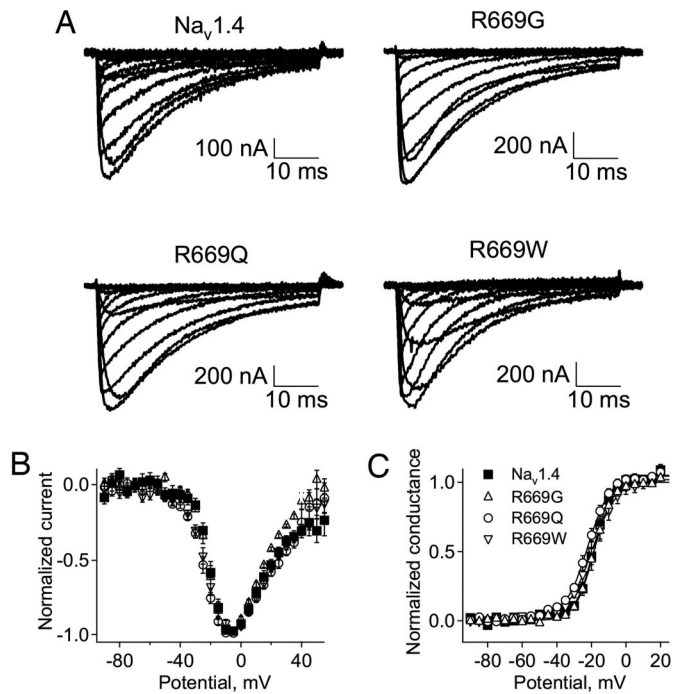 A
Nav1.4
R669G
100 nA
10 ms
200 nA
10 ms
R669Q
R669W
200 nA
10 ms
200 nA
10 ms
B
Normalized current
0.0
-0.5
-1.0
-80
-40
0
40
Potential, mV
C
Normalized conductance
1.0
0.5
0.0
Nav1.4
R669G
R669Q
R669W
-80
-60
-40
-20
0
20
Potential, mV